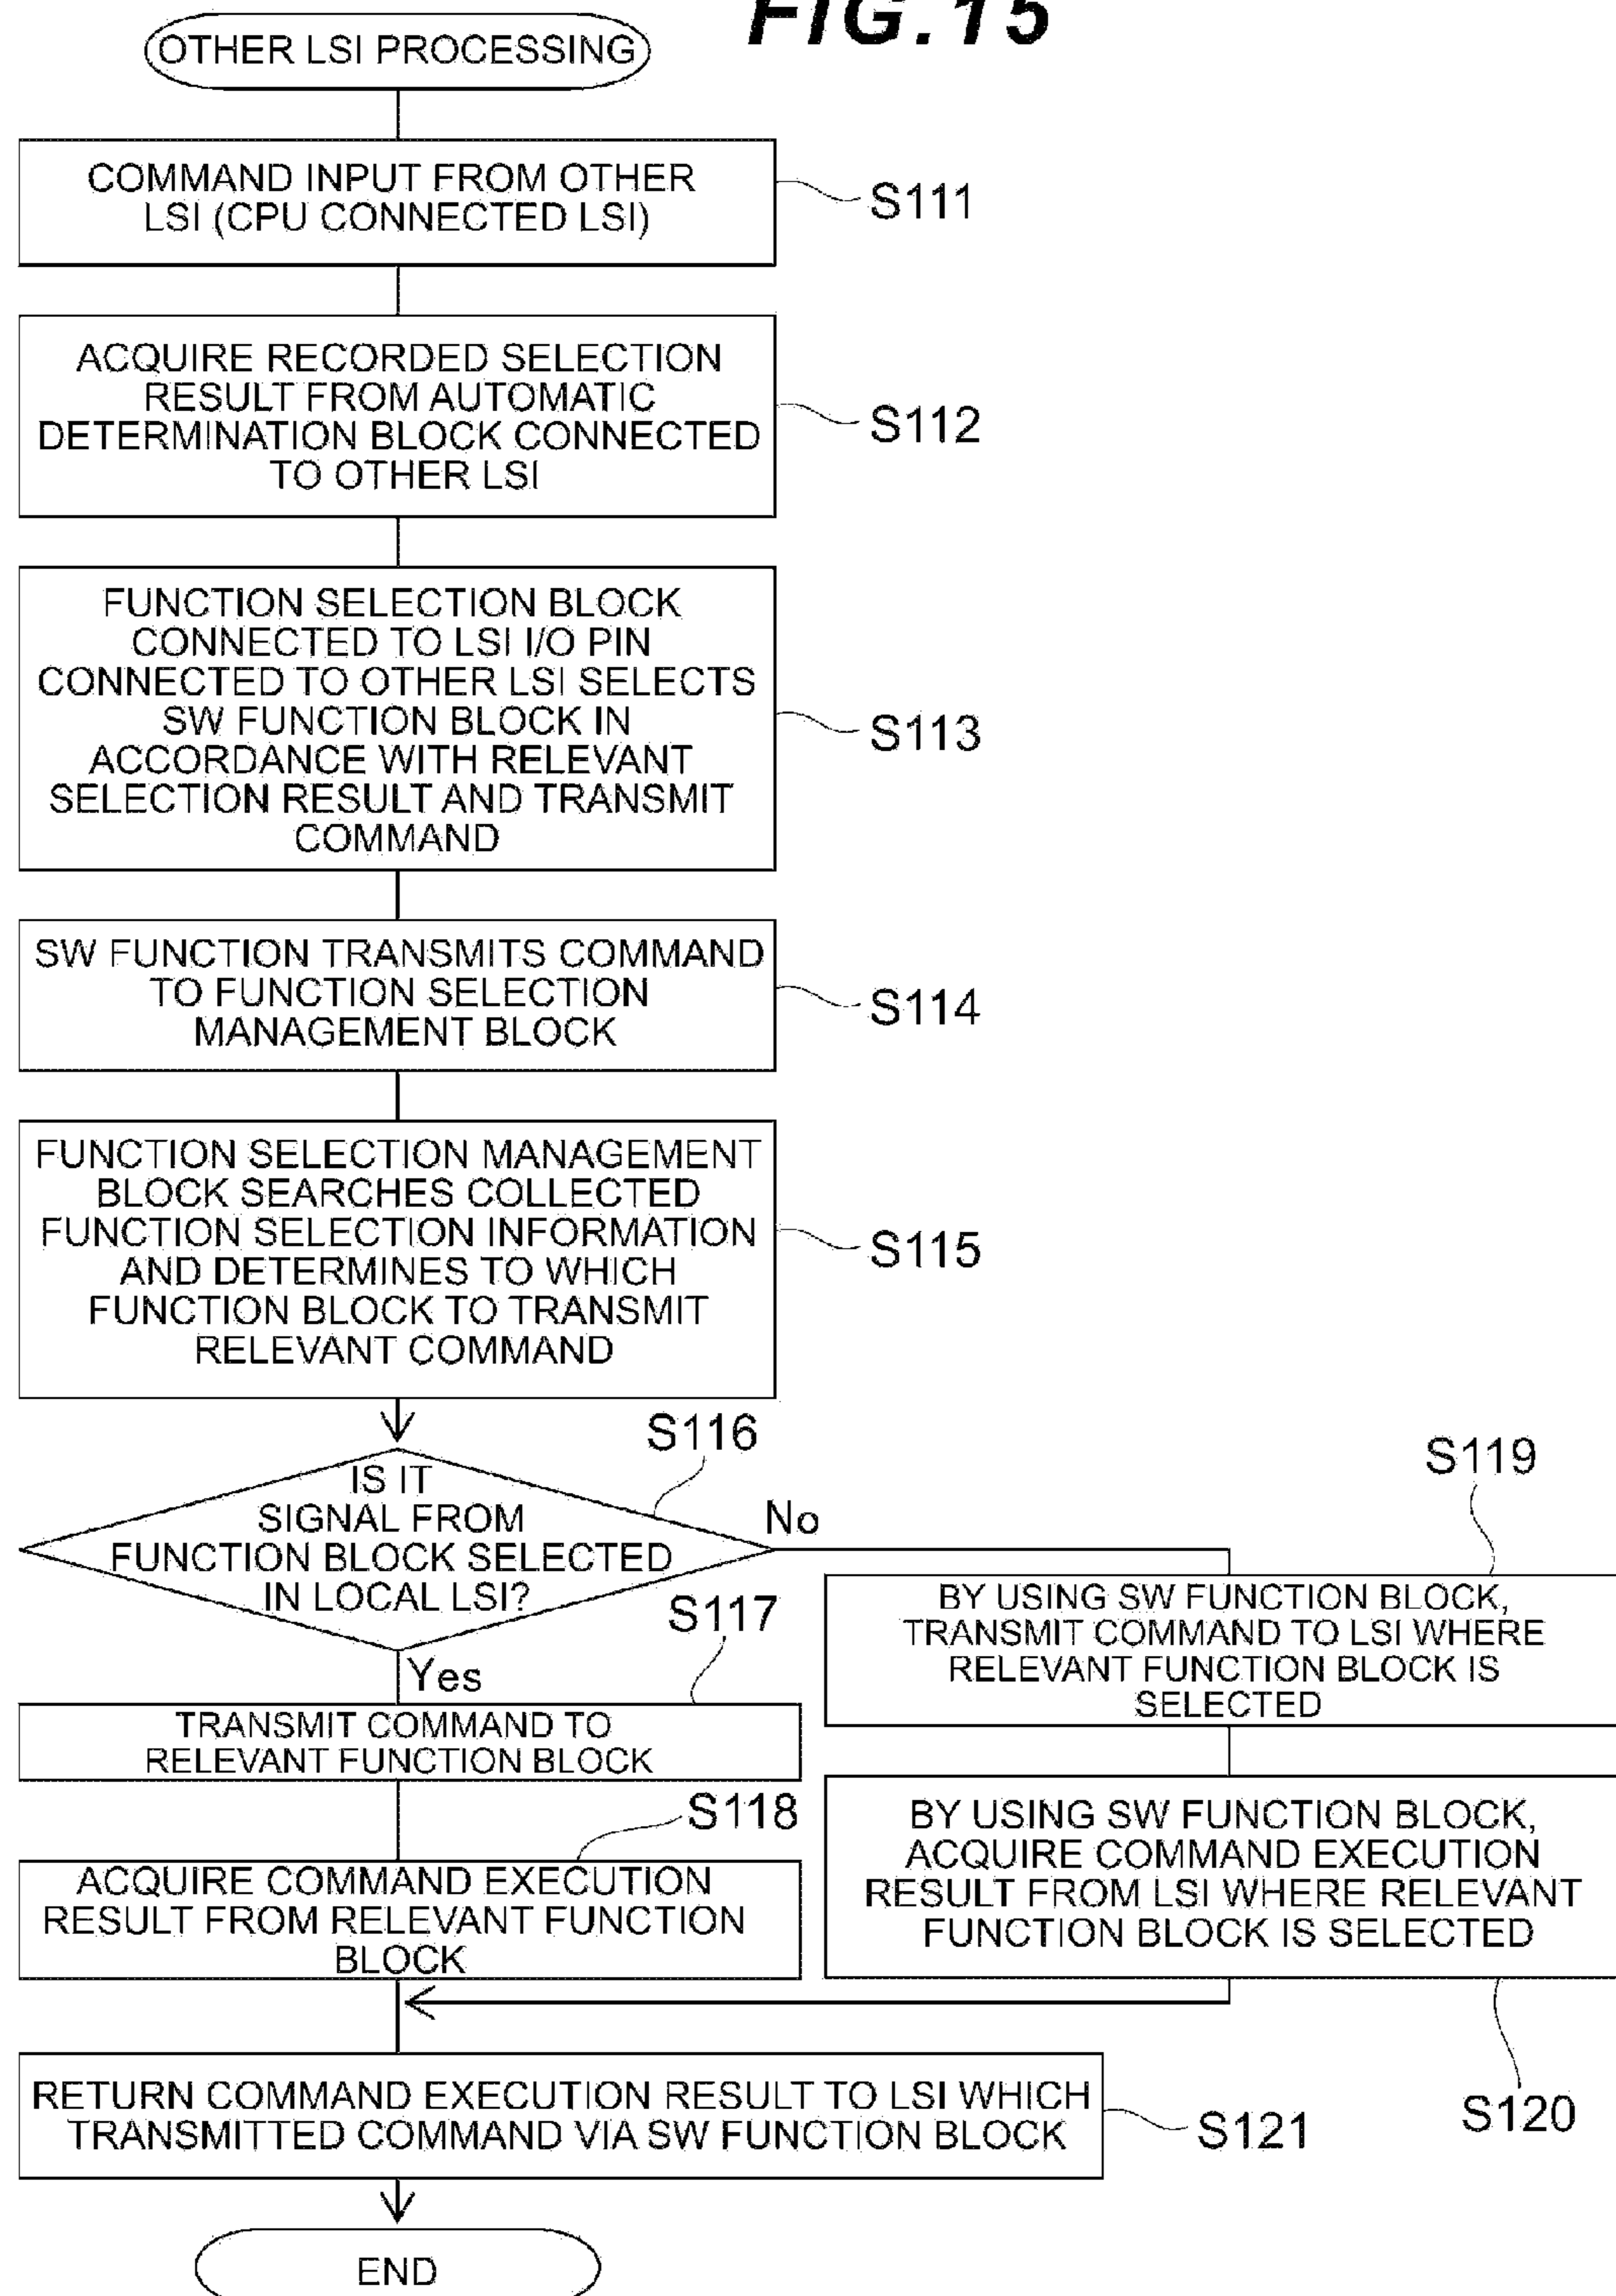 FIG.15
OTHER LSI PROCESSING
COMMAND INPUT FROM OTHER
LSI (CPU CONNECTED LSI)
S111
ACQUIRE RECORDED SELECTION
RESULT FROM AUTOMATIC
DETERMINATION BLOCK CONNECTED
TO OTHER LSI
S112
FUNCTION SELECTION BLOCK
CONNECTED TO LSI I/O PIN
CONNECTED TO OTHER LSI SELECTS
SW FUNCTION BLOCK IN
ACCORDANCE WITH RELEVANT
SELECTION RESULT AND TRANSMIT
COMMAND
S113
SW FUNCTION TRANSMITS COMMAND
TO FUNCTION SELECTION
MANAGEMENT BLOCK
S114
FUNCTION SELECTION MANAGEMENT
BLOCK SEARCHES COLLECTED
FUNCTION SELECTION INFORMATION
AND DETERMINES TO WHICH
FUNCTION BLOCK TO TRANSMIT
RELEVANT COMMAND
S115
S116
IS IT
SIGNAL FROM
FUNCTION BLOCK SELECTED
IN LOCAL LSI?
No
Yes
S117
TRANSMIT COMMAND TO
RELEVANT FUNCTION BLOCK
S118
ACQUIRE COMMAND EXECUTION
RESULT FROM RELEVANT FUNCTION
BLOCK
S119
BY USING SW FUNCTION BLOCK,
TRANSMIT COMMAND TO LSI WHERE
RELEVANT FUNCTION BLOCK IS
SELECTED
BY USING SW FUNCTION BLOCK,
ACQUIRE COMMAND EXECUTION
RESULT FROM LSI WHERE RELEVANT
FUNCTION BLOCK IS SELECTED
S120
RETURN COMMAND EXECUTION RESULT TO LSI WHICH
TRANSMITTED COMMAND VIA SW FUNCTION BLOCK
S121
END